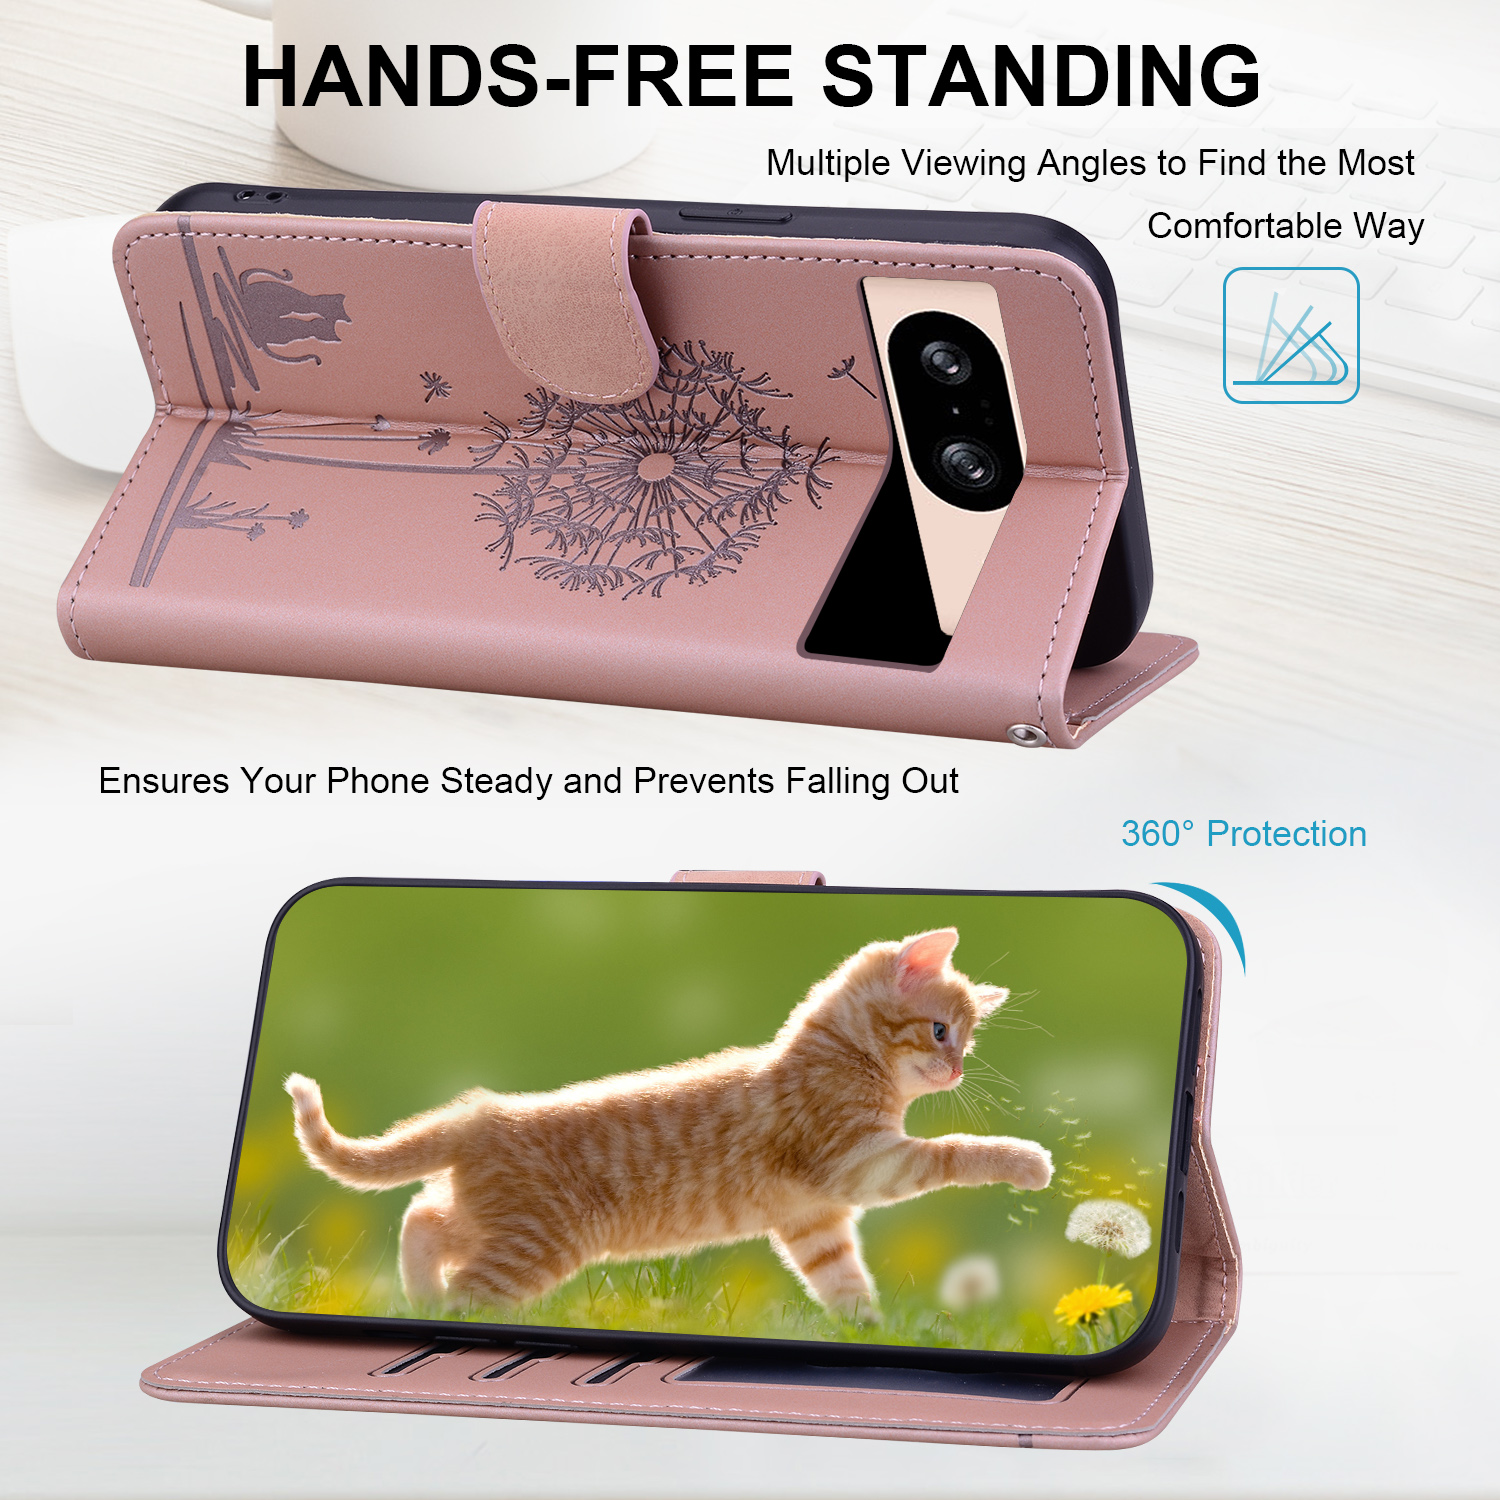 HANDS-FREE STANDING
Multiple Viewing Angles to Find the Most
Comfortable Way
Ensures Your Phone Steady and Prevents Falling Out
360° Protection